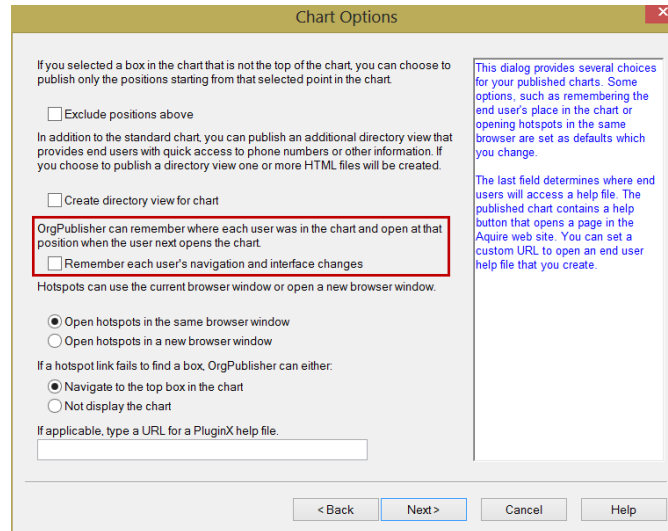 Chart Options
If you selected a box in the chart that is not the top of the chart, you can choose to
publish only the positions starting from that selected point in the chart.
Exclude positions above
In addition to the standard chart, you can publish an additional directory view that
provides end users with quick access to phone numbers or other information. If
you choose to publish a directory view one or more HTML files will be created.
Create directory view for chart
OrgPublisher can remember where each user was in the chart and open at that
position when the user next opens the chart.
Remember each user's navigation and interface changes
Hotspots can use the current browser window or open a new browser window.
Open hotspots in the same browser window
Open hotspots in a new browser window
If a hotspot link fails to find a box, OrgPublisher can either:
Navigate to the top box in the chart
Not display the chart
If applicable, type a URL for a PluginX help file.
This dialog provides several choices
for your published charts. Some
options, such as remembering the
end user's place in the chart or
opening hotspots in the same
browser are set as defaults which
you change.
The last field determines where end
users will access a help file. The
published chart contains a help
button that opens a page in the
Aquire web site. You can set a
custom URL to open an end user
help file that you create.
< Back
Next >
Cancel
Help